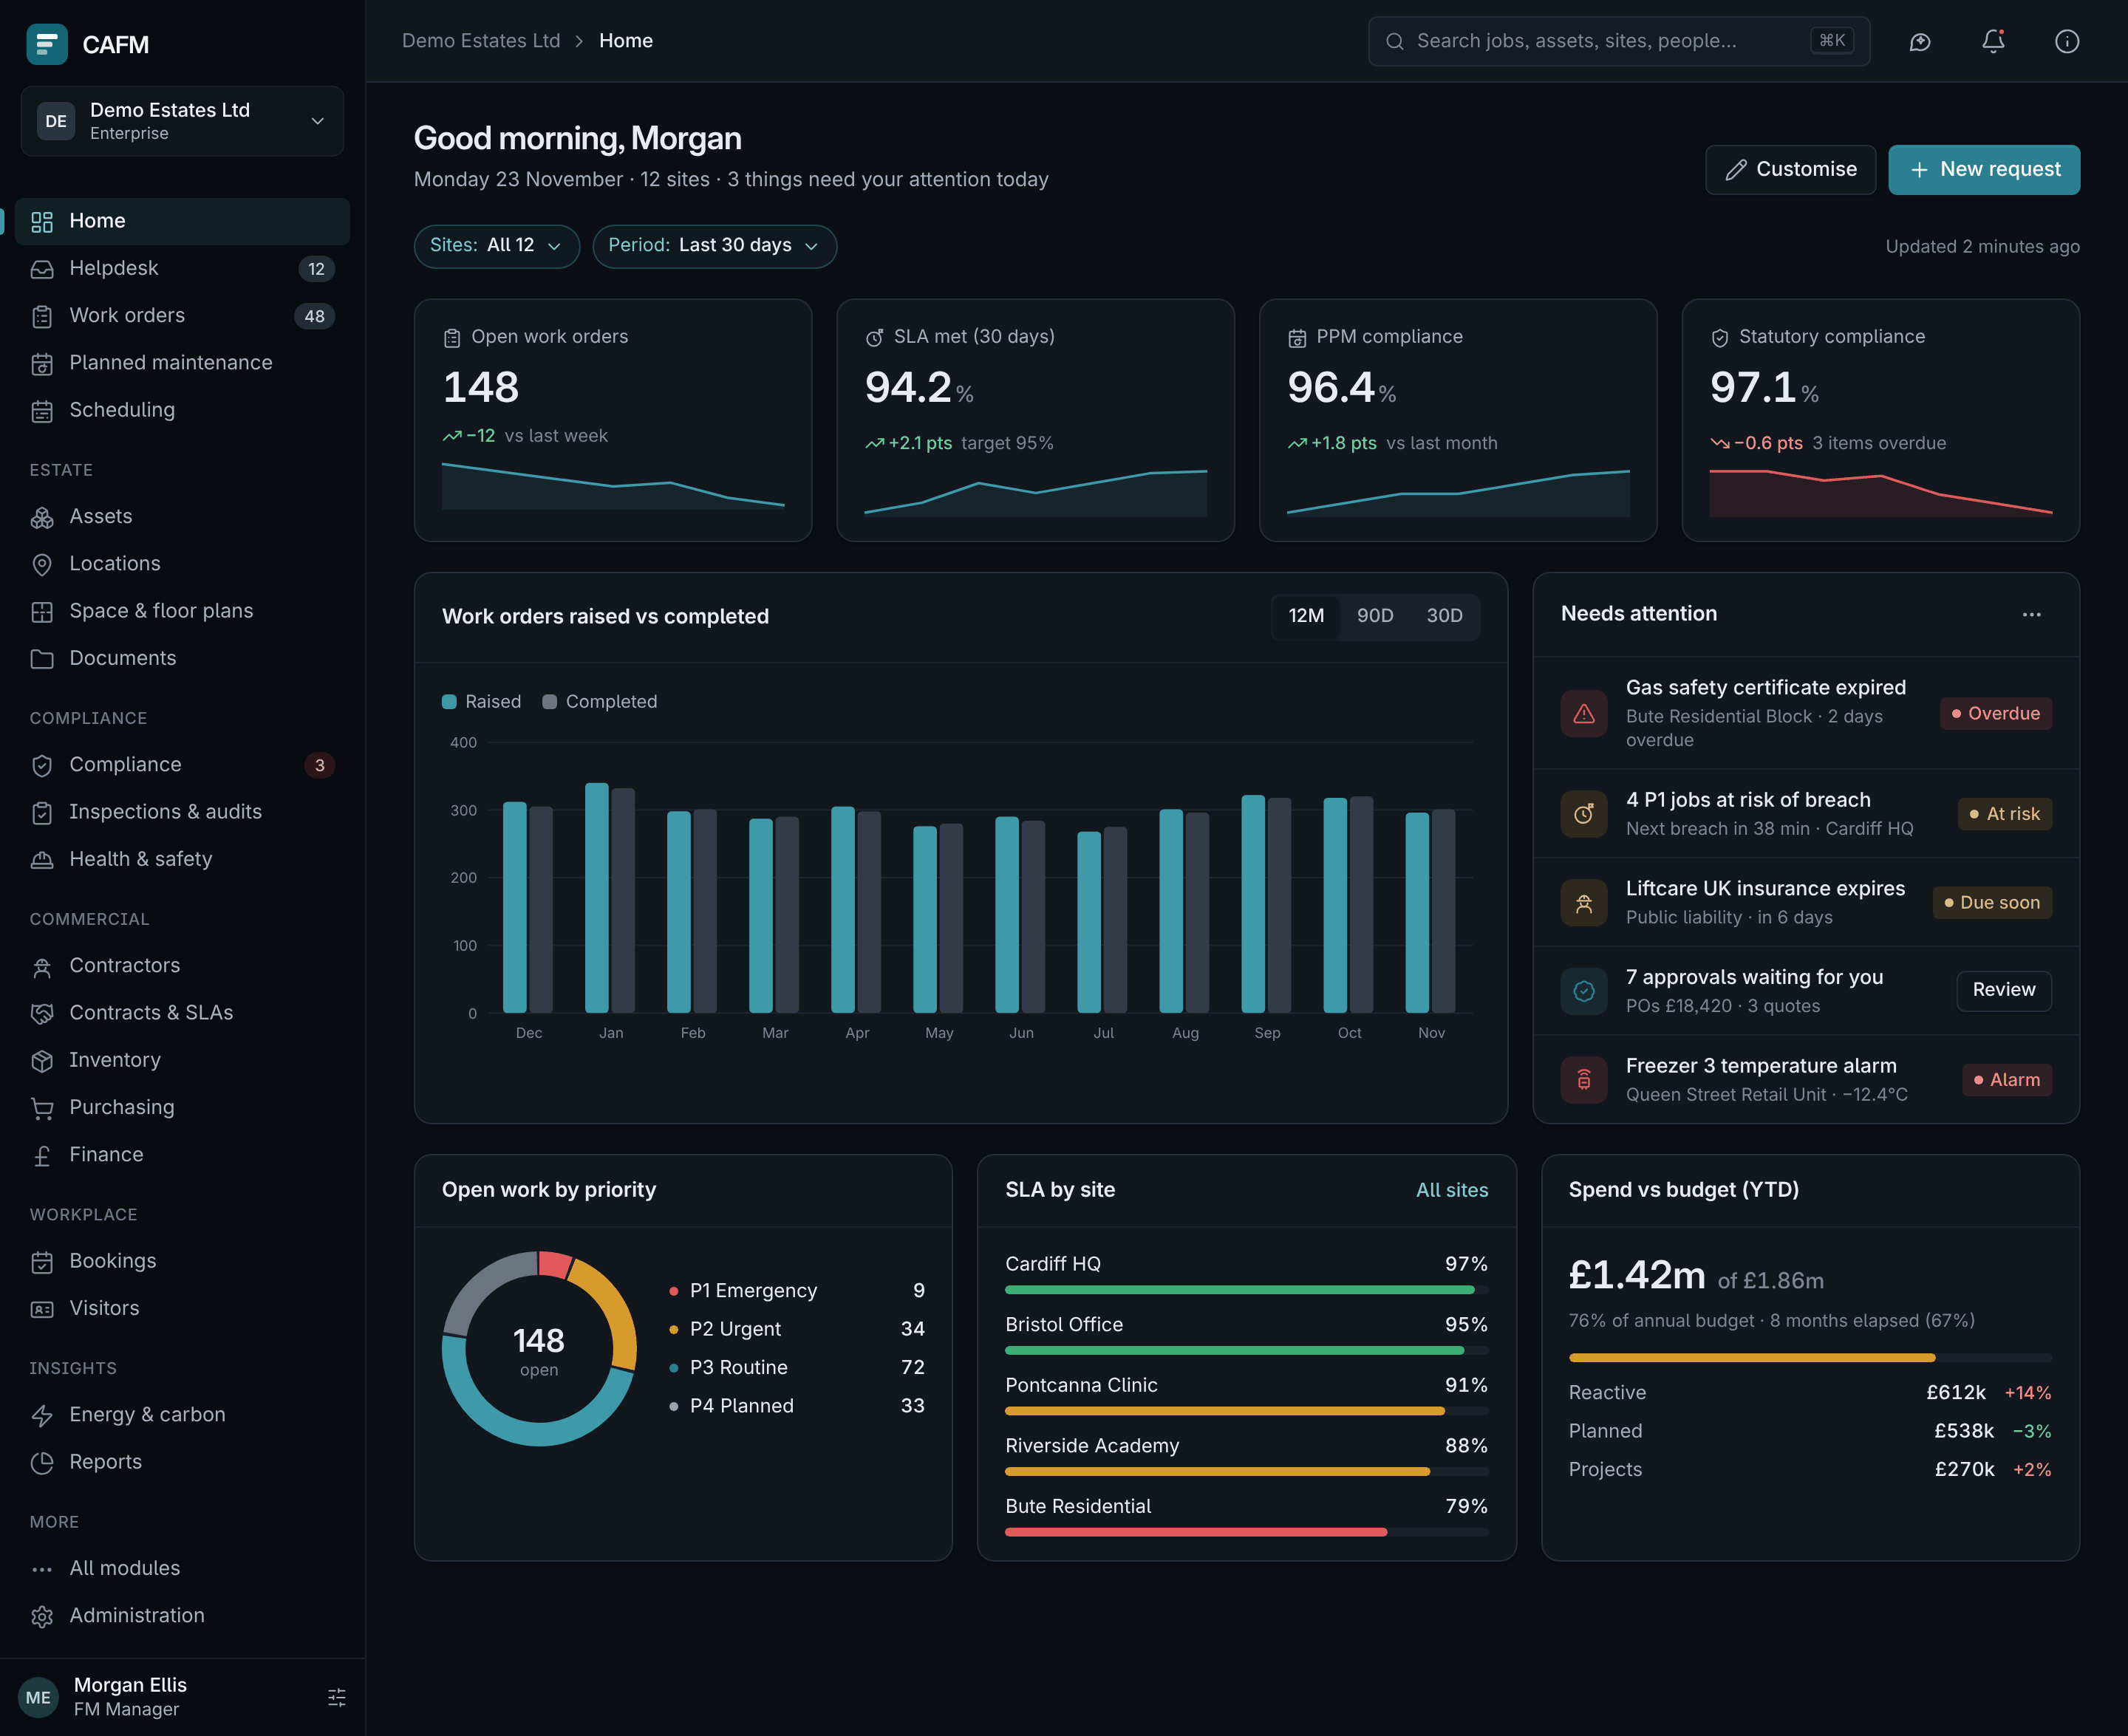 CAFM
DE
Demo Estates Ltd
Enterprise
Home
Helpdesk 12
Work orders 48
Planned maintenance
Scheduling
ESTATE
Assets
Locations
Space & floor plans
Documents
COMPLIANCE
Compliance 3
Inspections & audits
Health & safety
COMMERCIAL
Contractors
Contracts & SLAs
Inventory
Purchasing
Finance
WORKPLACE
Bookings
Visitors
INSIGHTS
Energy & carbon
Reports
MORE
All modules
Administration
ME
Morgan Ellis
FM Manager
Demo Estates Ltd > Home
Search jobs, assets, sites, people... ⌘K
Good morning, Morgan
Monday 23 November · 12 sites · 3 things need your attention today
Customise
New request
Sites: All 12
Period: Last 30 days
Updated 2 minutes ago
Open work orders
148
−12 vs last week
SLA met (30 days)
94.2%
+2.1 pts target 95%
PPM compliance
96.4%
+1.8 pts vs last month
Statutory compliance
97.1%
−0.6 pts 3 items overdue
Work orders raised vs completed
12M 90D 30D
Raised Completed
400
300
200
100
0
Dec Jan Feb Mar Apr May Jun Jul Aug Sep Oct Nov
Needs attention
Gas safety certificate expired
Bute Residential Block · 2 days
overdue
Overdue
4 P1 jobs at risk of breach
Next breach in 38 min · Cardiff HQ
At risk
Liftcare UK insurance expires
Public liability · in 6 days
Due soon
7 approvals waiting for you
POs £18,420 · 3 quotes
Review
Freezer 3 temperature alarm
Queen Street Retail Unit · −12.4°C
Alarm
Open work by priority
148
open
P1 Emergency 9
P2 Urgent 34
P3 Routine 72
P4 Planned 33
SLA by site
All sites
Cardiff HQ 97%
Bristol Office 95%
Pontcanna Clinic 91%
Riverside Academy 88%
Bute Residential 79%
Spend vs budget (YTD)
£1.42m of £1.86m
76% of annual budget · 8 months elapsed (67%)
Reactive £612k +14%
Planned £538k −3%
Projects £270k +2%